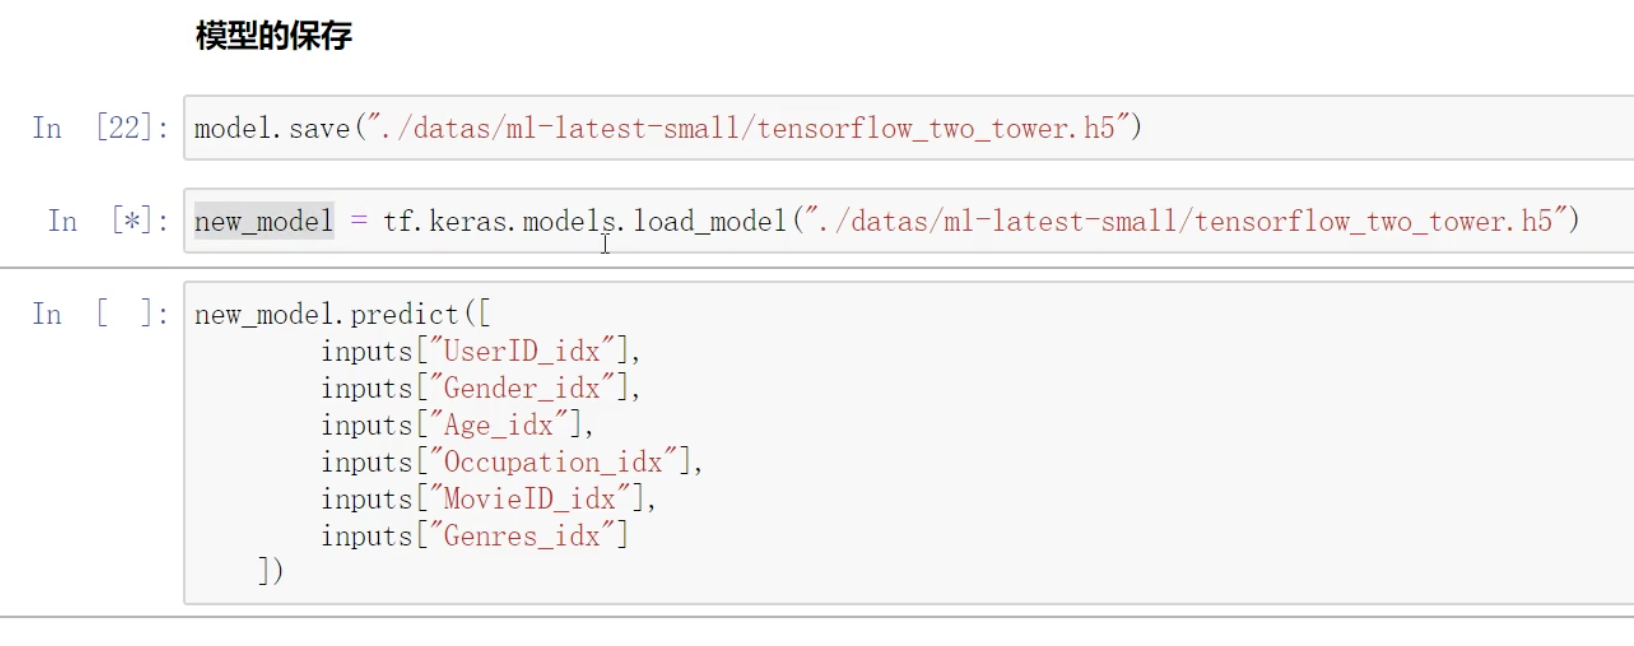 模型的保存
In [22]: model.save("./datas/ml-latest-small/tensorflow_two_tower.h5")
In [*]: new_model = tf.keras.models.load_model("./datas/ml-latest-small/tensorflow_two_tower.h5")
In [ ]: new_model.predict([
inputs["UserID_idx"],
inputs["Gender_idx"],
inputs["Age_idx"],
inputs["Occupation_idx"],
inputs["MovieID_idx"],
inputs["Genres_idx"]
])